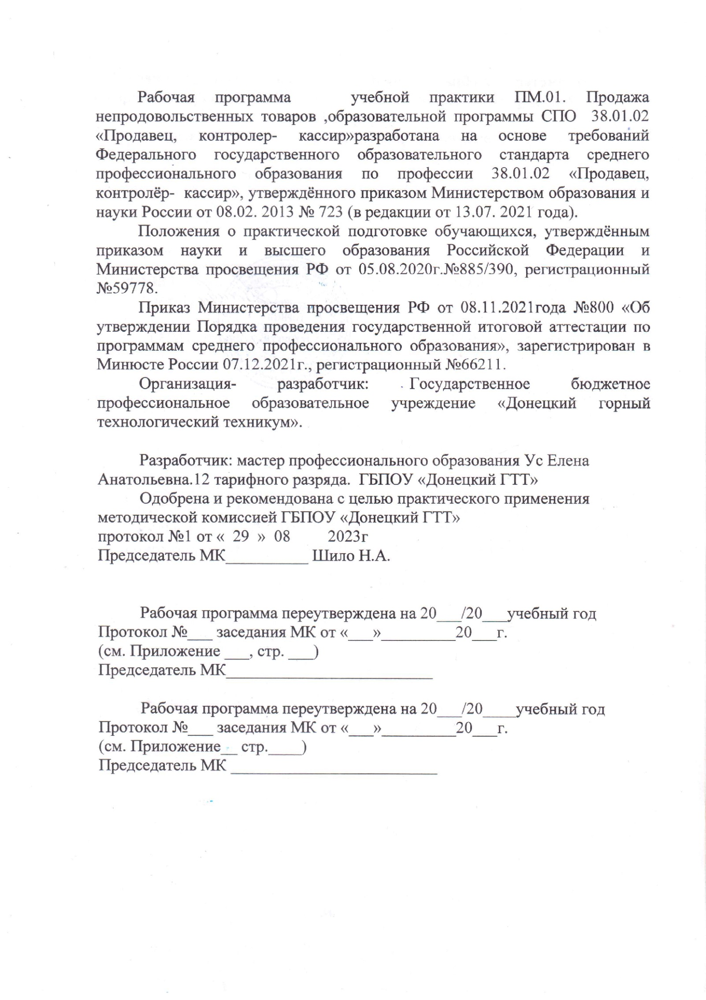 Рабочая программа учебной практики ПМ.01. Продажа
непродовольственных товаров ,образовательной программы СПО 38.01.02
«Продавец, контролер- кассир»разработана на основе требований
Федерального государственного образовательного стандарта среднего
профессионального образования по профессии 38.01.02 «Продавец,
контролёр- кассир», утверждённого приказом Министерством образования и
науки России от 08.02. 2013 № 723 (в редакции от 13.07. 2021 года).
Положения о практической подготовке обучающихся, утверждённым
приказом науки и высшего образования Российской Федерации и
Министерства просвещения РФ от 05.08.2020г.№885/390, регистрационный
№59778.
Приказ Министерства просвещения РФ от 08.11.2021года №800 «Об
утверждении Порядка проведения государственной итоговой аттестации по
программам среднего профессионального образования», зарегистрирован в
Минюсте России 07.12.2021г., регистрационный №66211.
Организация- разработчик: Государственное бюджетное
профессиональное образовательное учреждение «Донецкий горный
технологический техникум».
Разработчик: мастер профессионального образования Ус Елена
Анатольевна.12 тарифного разряда. ГБПОУ «Донецкий ГТТ»
Одобрена и рекомендована с целью практического применения
методической комиссией ГБПОУ «Донецкий ГТТ»
протокол №1 от « 29 » 08 2023г
Председатель МК__________ Шило Н.А.
Рабочая программа переутверждена на 20___/20___учебный год
Протокол №___ заседания МК от «___»_________20___г.
(см. Приложение ___, стр. ___)
Председатель МК_________________________
Рабочая программа переутверждена на 20___/20____учебный год
Протокол №___ заседания МК от «___»_________20___г.
(см. Приложение__ стр.____)
Председатель МК _________________________